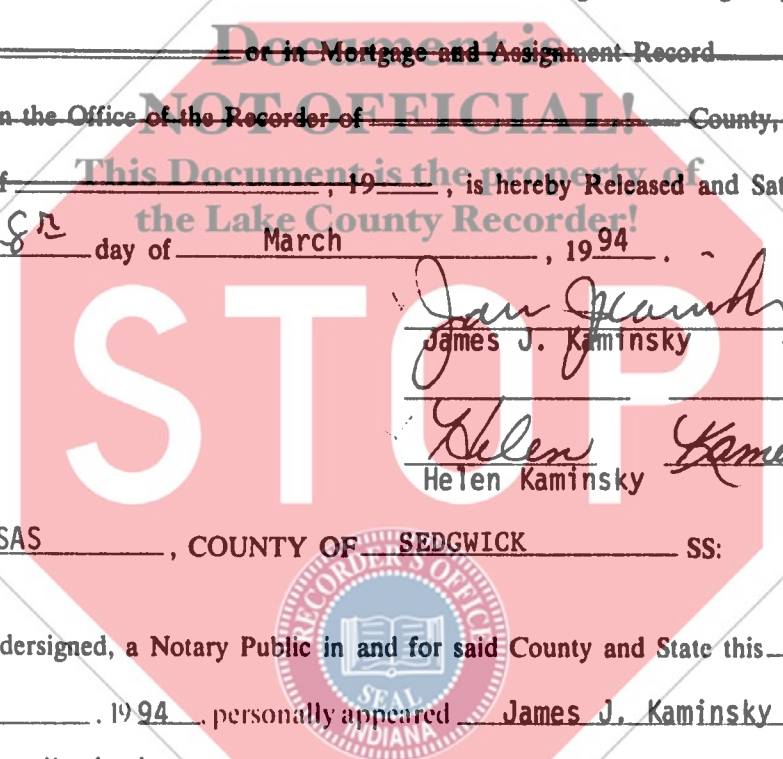 Document is
or in Mortgage and Assignment Record
n the Office of the Recorder of County,
NOT OFFICIAL!
This Document is the property of
f , 19 , is hereby Released and Sat
the Lake County Recorder!
day of March , 19 94 .
STOP
James J. Kaminsky
Helen
Helen Kaminsky
SAS , COUNTY OF SEDGWICK SS:
RECORDER'S OFFICE
dersigned, a Notary Public in and for said County and State this
SEAL
. 19 94 , personally appeared James J. Kaminsky
INDIANA